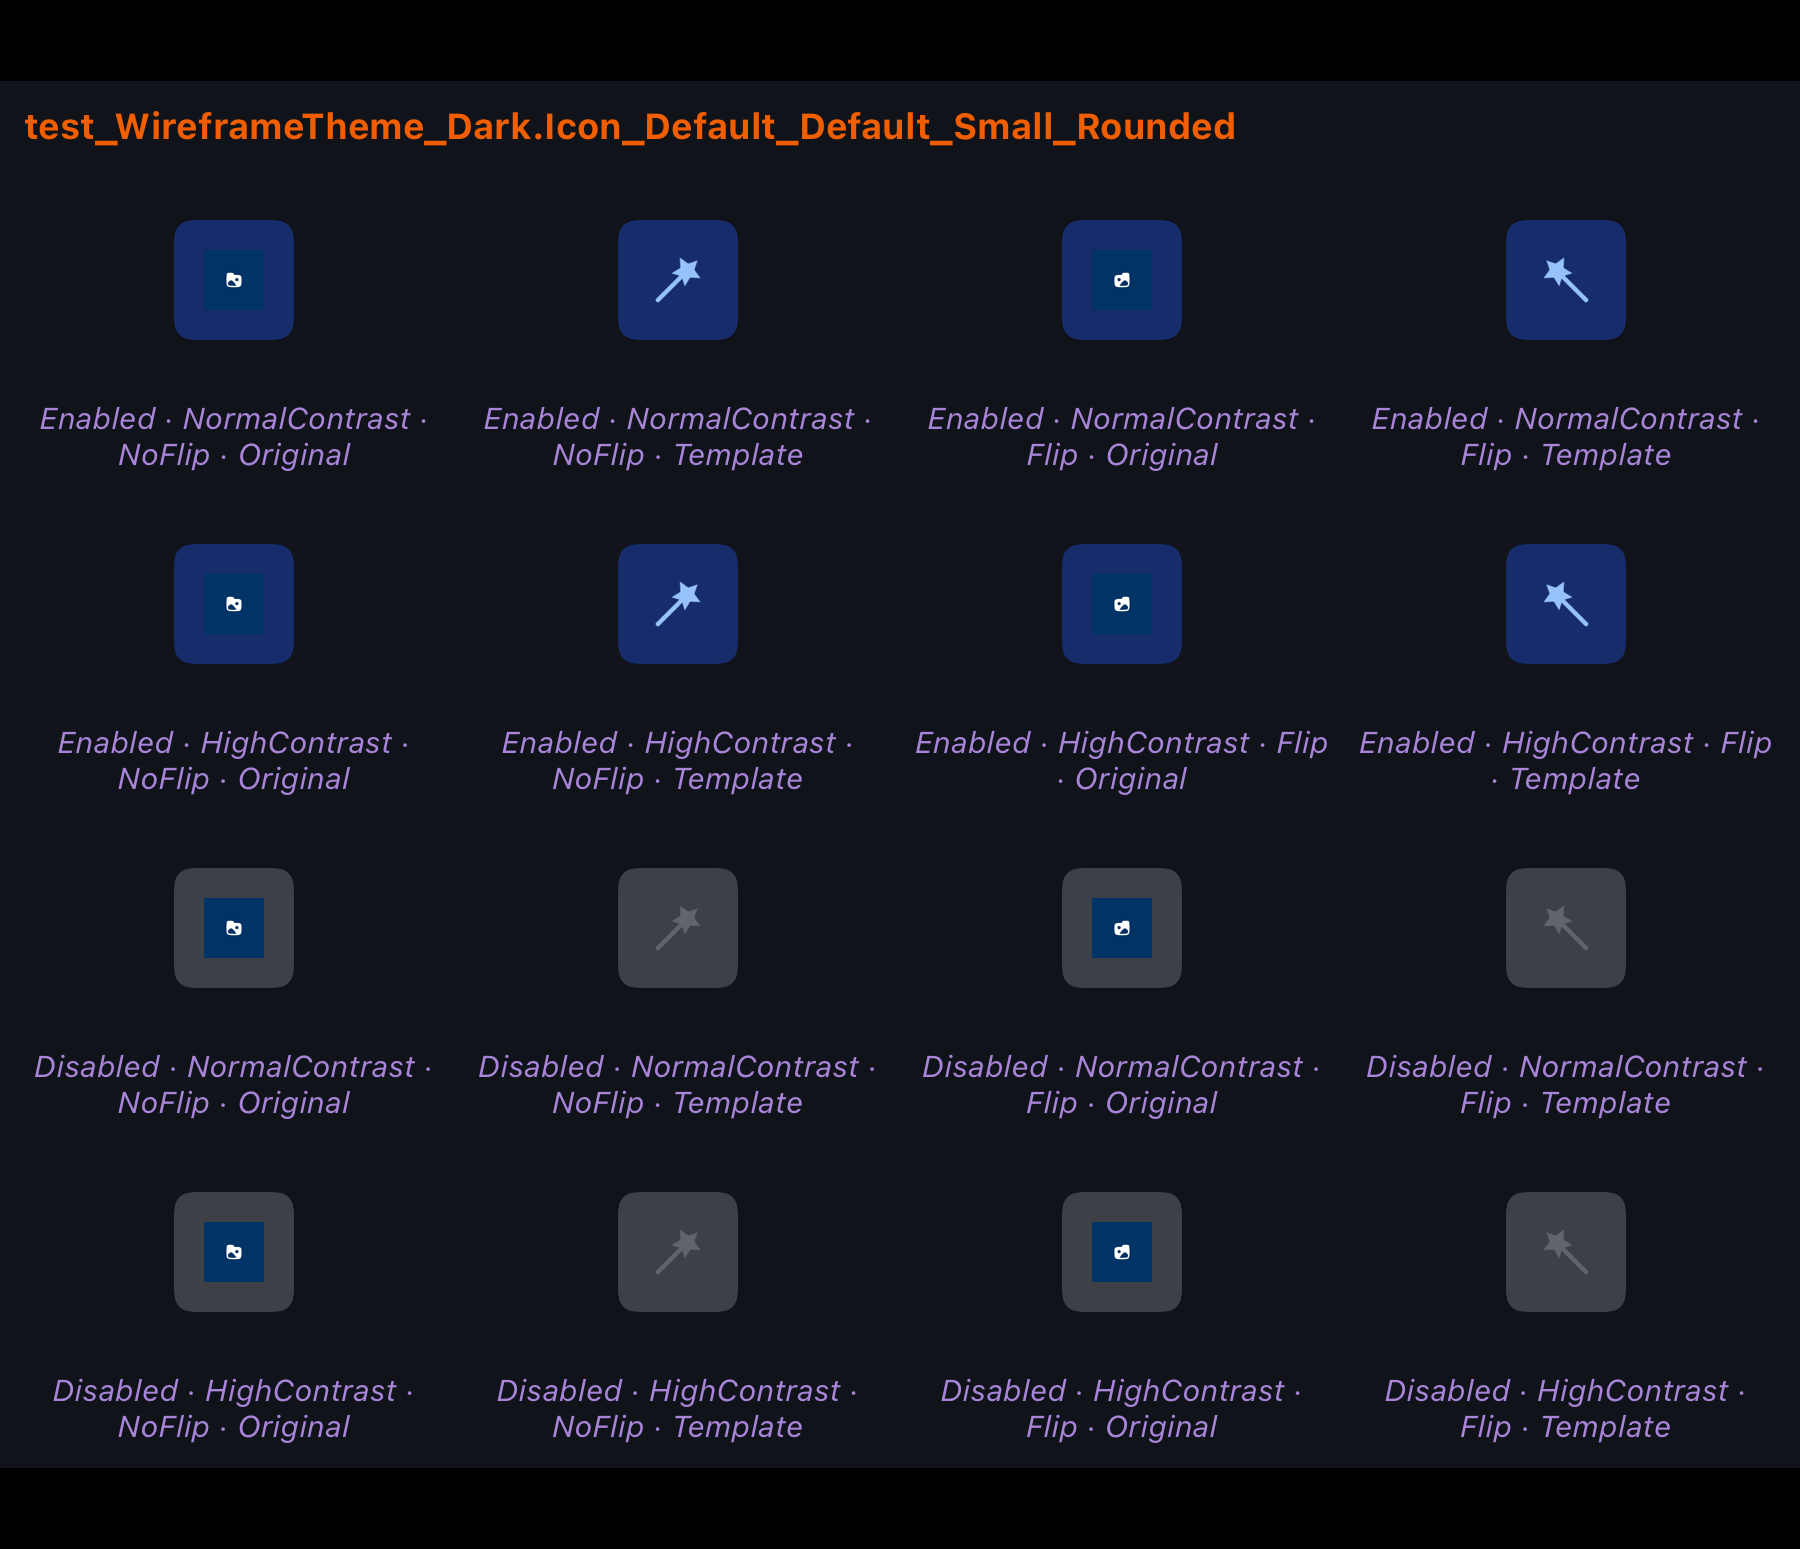 test_WireframeTheme_Dark.Icon_Default_Default_Small_Rounded
Enabled · NormalContrast ·
NoFlip · Original
Enabled · NormalContrast ·
NoFlip · Template
Enabled · NormalContrast ·
Flip · Original
Enabled · NormalContrast ·
Flip · Template
Enabled · HighContrast ·
NoFlip · Original
Enabled · HighContrast ·
NoFlip · Template
Enabled · HighContrast · Flip
· Original
Enabled · HighContrast · Flip
· Template
Disabled · NormalContrast ·
NoFlip · Original
Disabled · NormalContrast ·
NoFlip · Template
Disabled · NormalContrast ·
Flip · Original
Disabled · NormalContrast ·
Flip · Template
Disabled · HighContrast ·
NoFlip · Original
Disabled · HighContrast ·
NoFlip · Template
Disabled · HighContrast ·
Flip · Original
Disabled · HighContrast ·
Flip · Template